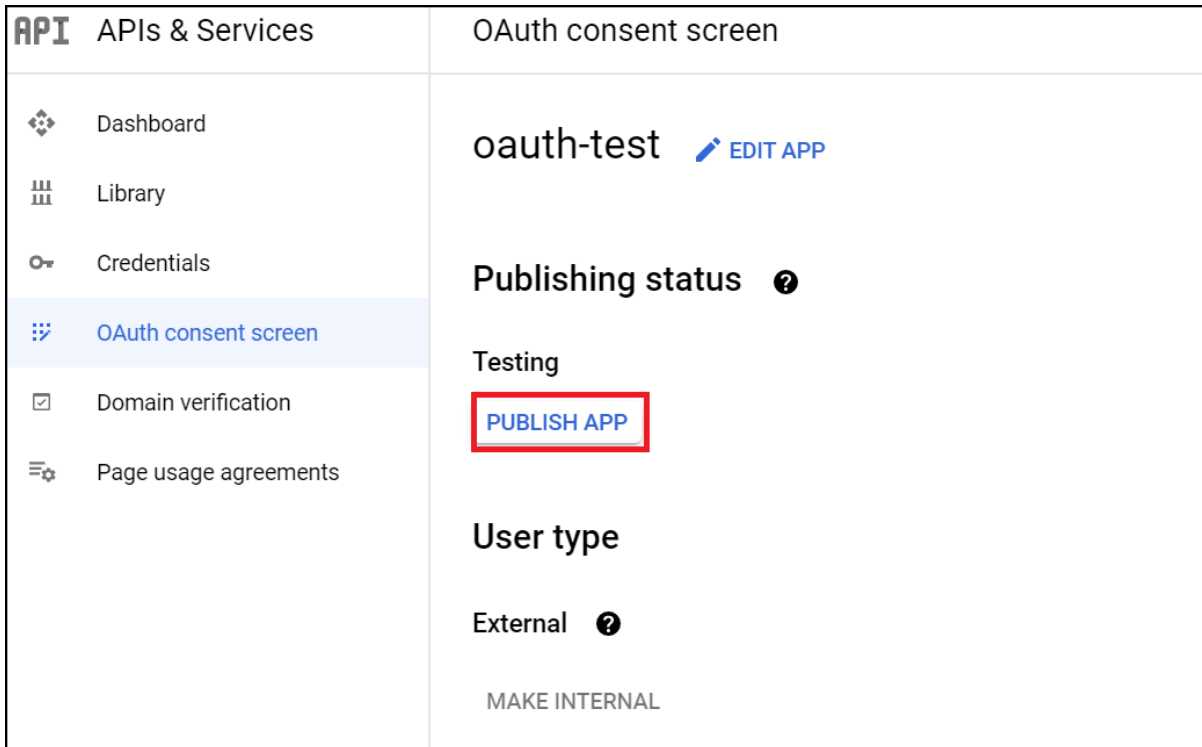 API APIs & Services
OAuth consent screen
Dashboard
Library
Credentials
OAuth consent screen
Domain verification
Page usage agreements
oauth-test EDIT APP
Publishing status ?
Testing
PUBLISH APP
User type
External ?
MAKE INTERNAL